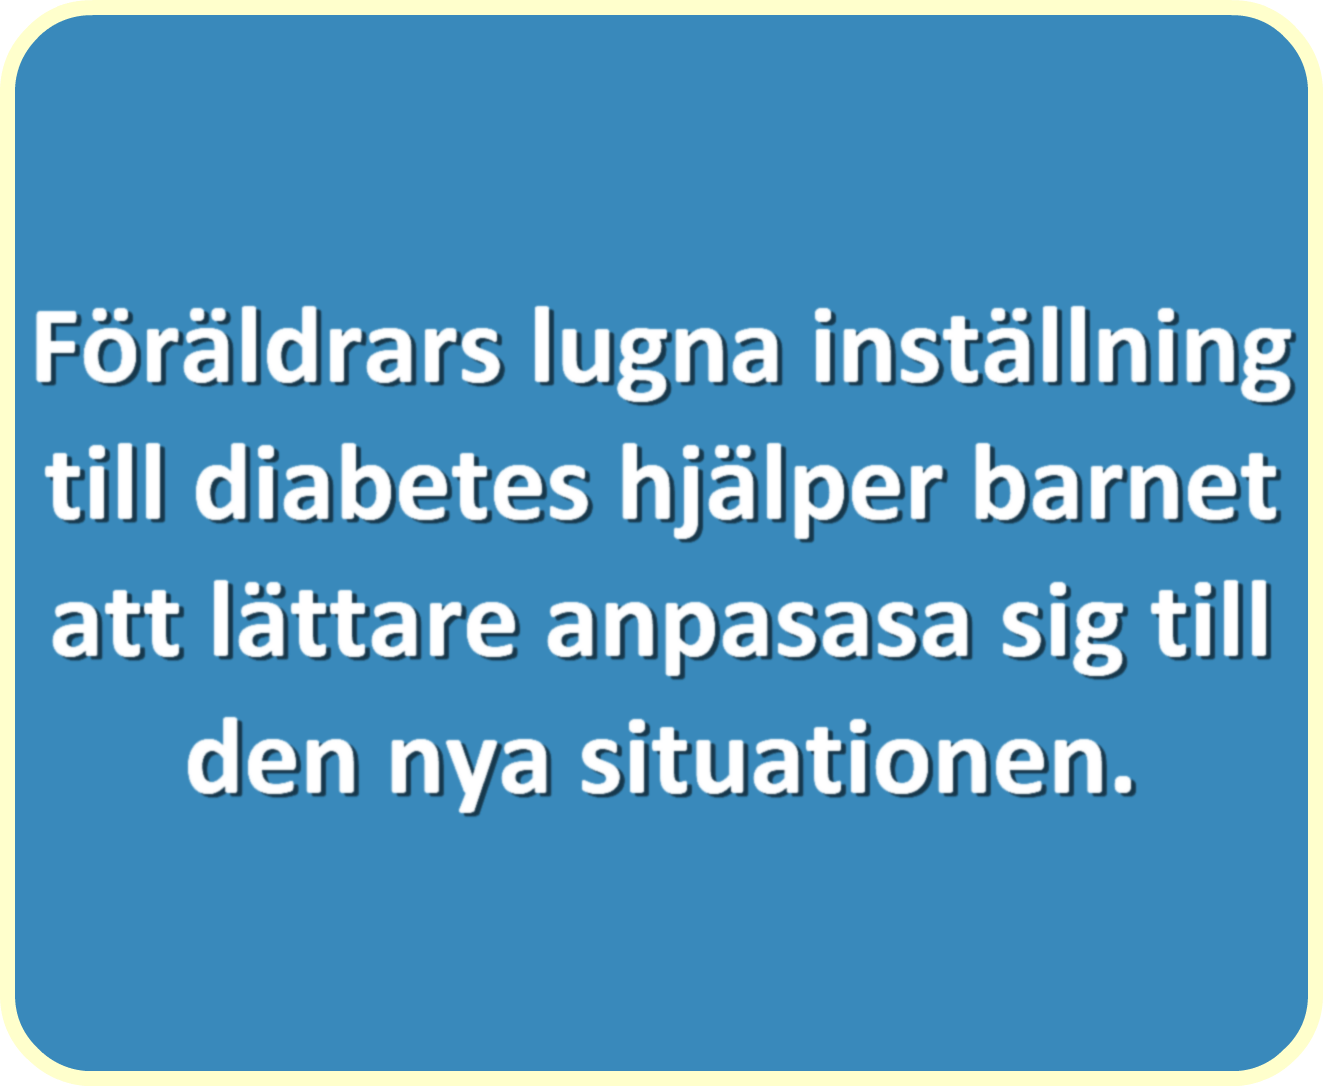 Föräldrars lugna inställning
till diabetes hjälper barnet
att lättare anpasasa sig till
den nya situationen.